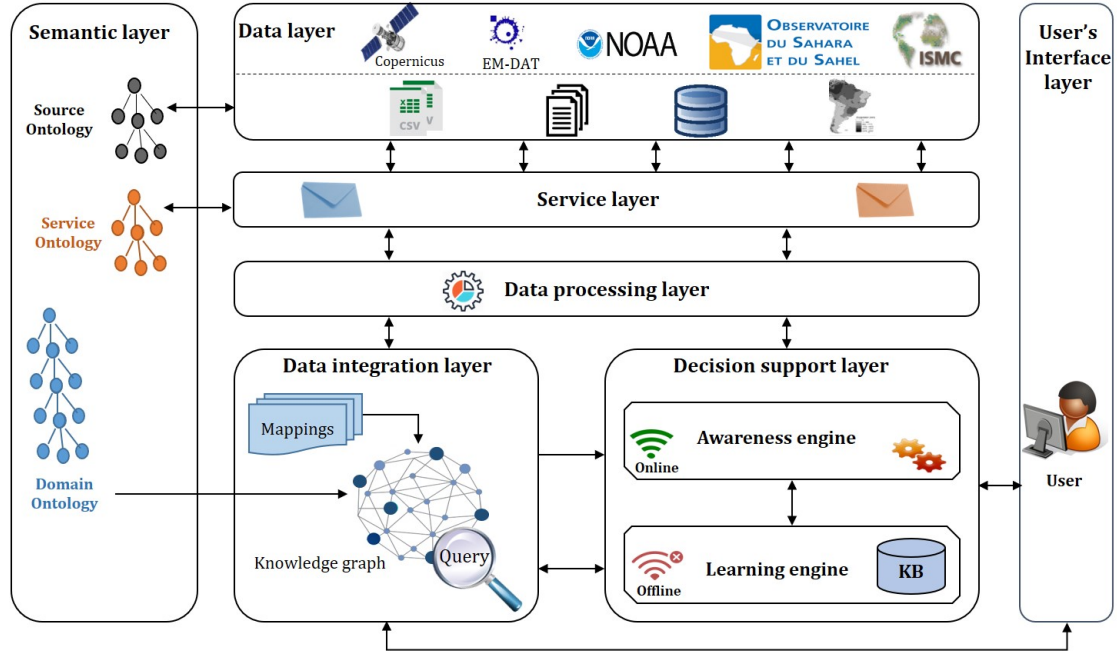 Semantic layer
Source
Ontology
Service
Ontology
Domain
Ontology
Data layer
Copernicus
EM-DAT
NOAA
OBSERVATOIRE
DU SAHARA
ET DU SAHEL
ISMC
CSV
V
Service layer
Data processing layer
Data integration layer
Mappings
Knowledge graph
Query
Decision support layer
Online
Awareness engine
Offline
Learning engine
KB
User's
Interface
layer
User